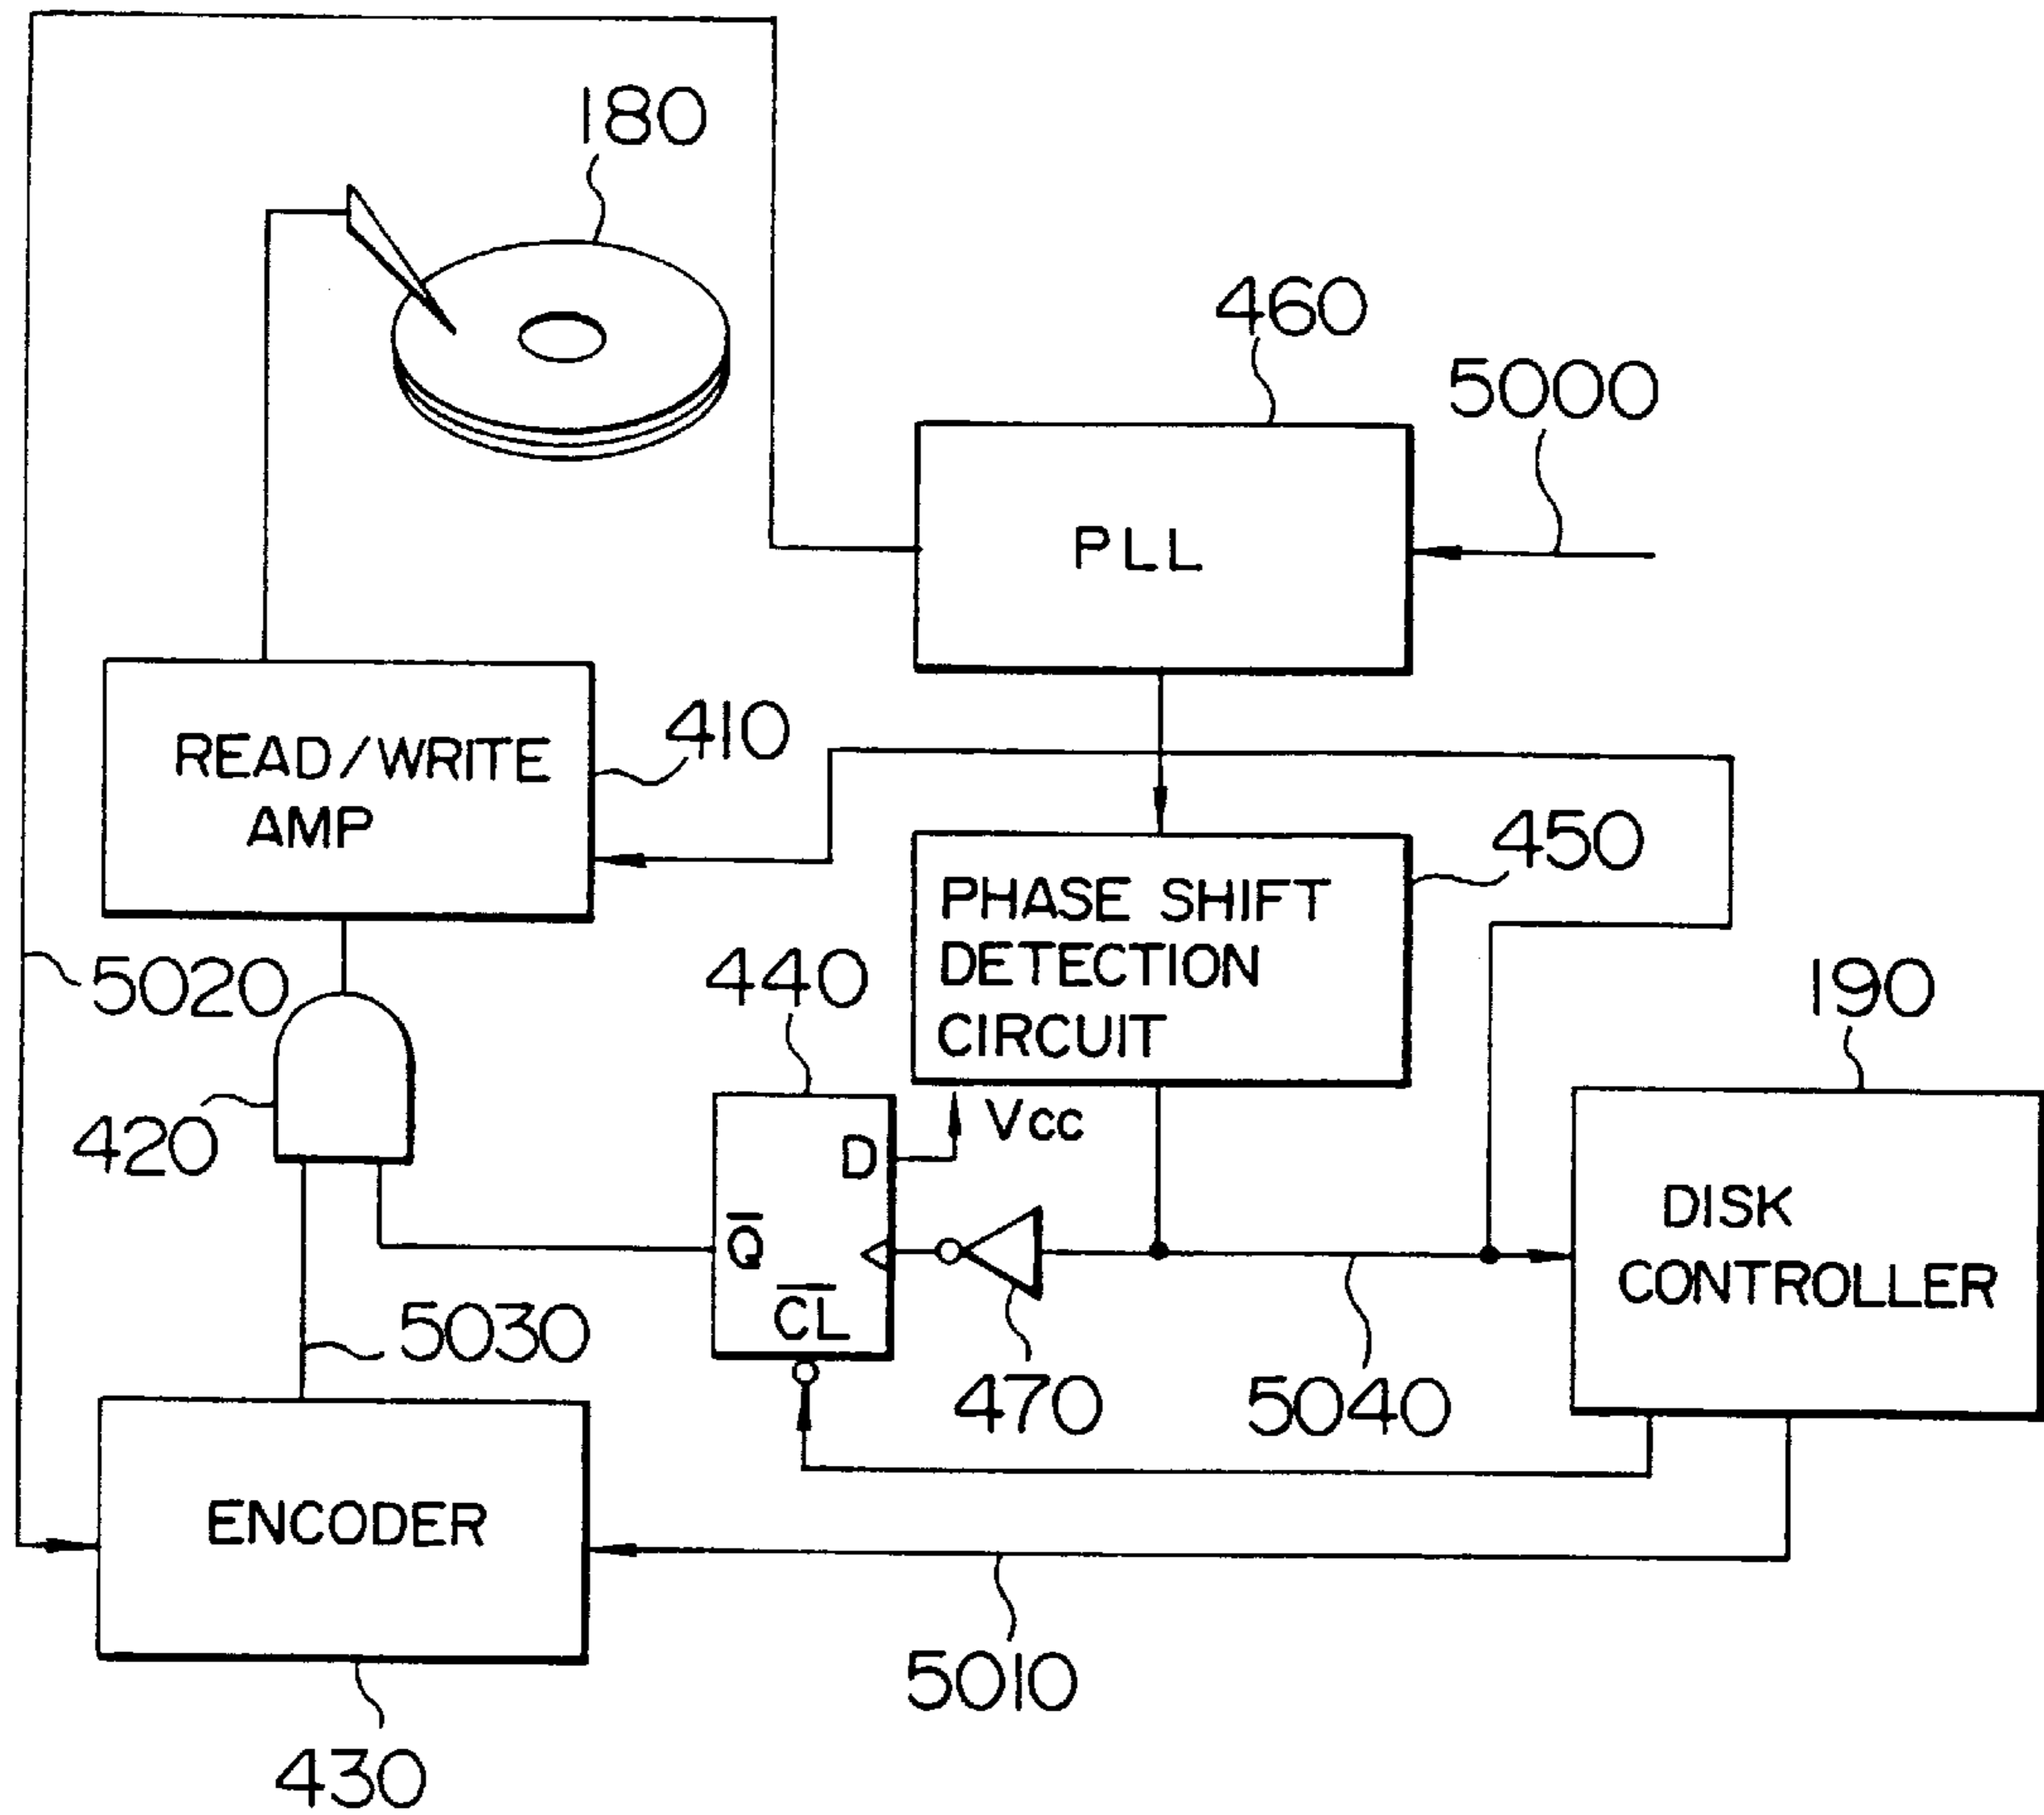 180
460
5000
PLL
READ/WRITE
AMP
410
450
PHASE SHIFT
DETECTION
CIRCUIT
5020
440
190
420
Vcc
D
Q̅
C̅L̅
DISK
CONTROLLER
5030
470
5040
ENCODER
5010
430